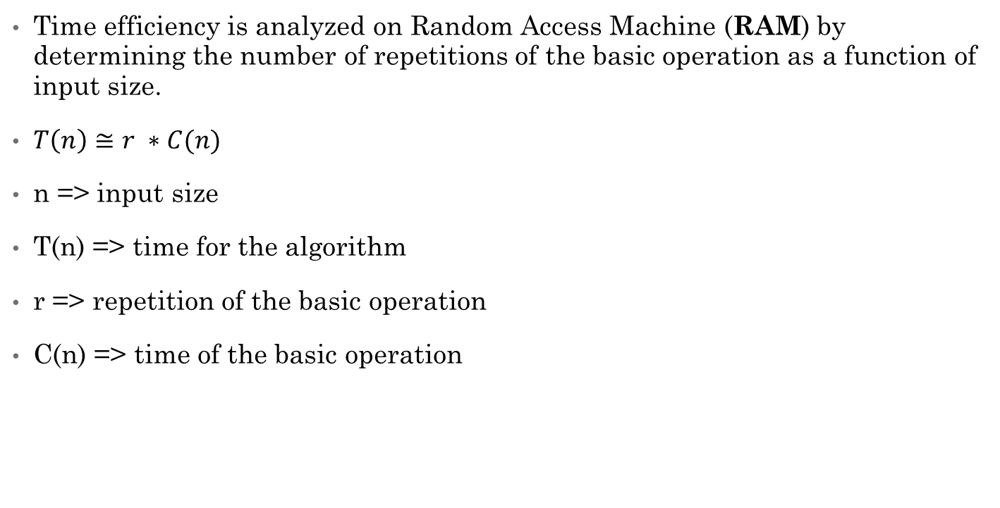 • Time efficiency is analyzed on Random Access Machine (RAM) by
determining the number of repetitions of the basic operation as a function of
input size.
• T(n) ≅ r ∗ C(n)
• n => input size
• T(n) => time for the algorithm
• r => repetition of the basic operation
• C(n) => time of the basic operation